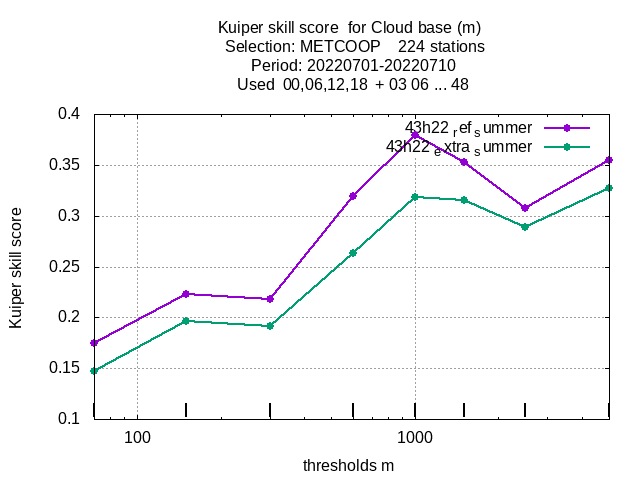 Kuiper skill score  for Cloud base (m)
Selection: METCOOP    224 stations
Period: 20220701-20220710
Used  00,06,12,18  + 03 06 ... 48
0.4
43h22 ref summer
43h22 extra summer
0.35
0.3
0.25
0.2
0.15
0.1
Kuiper skill score
100
1000
thresholds m